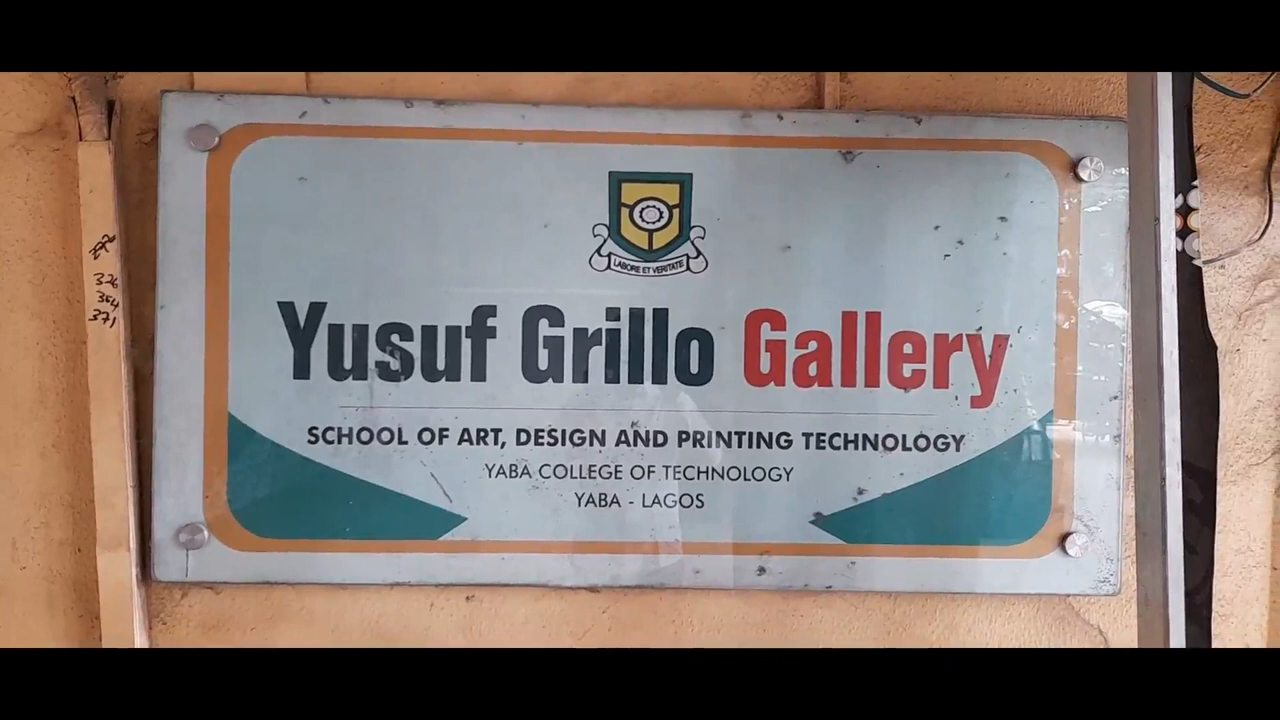 LABORE ET VERITATE
Yusuf Grillo Gallery
SCHOOL OF ART, DESIGN AND PRINTING TECHNOLOGY
YABA COLLEGE OF TECHNOLOGY
YABA - LAGOS
326
354
371